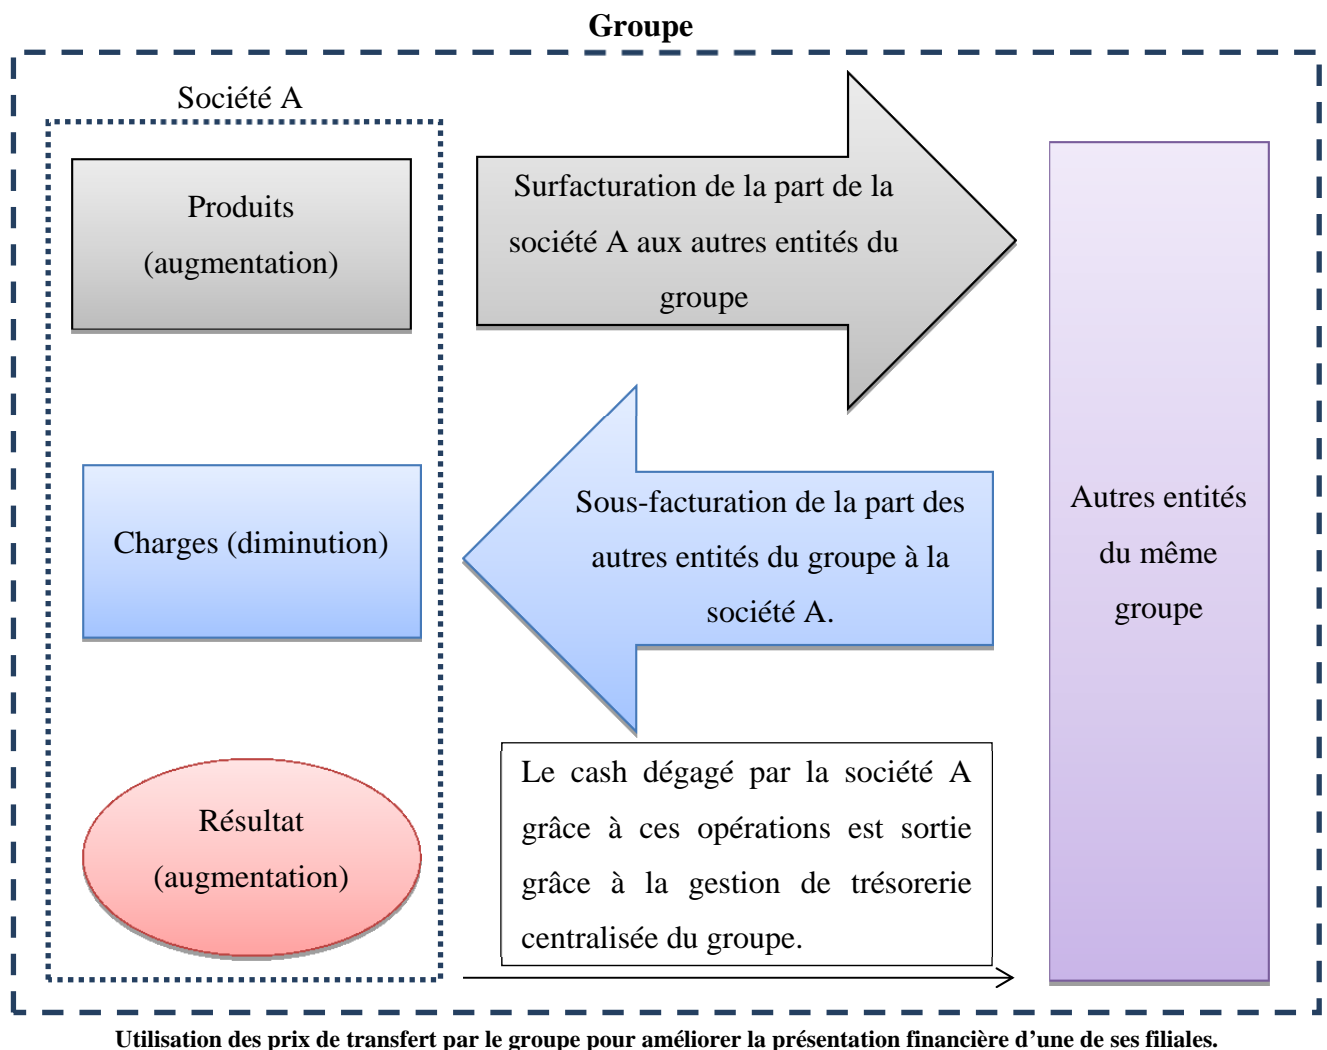 Groupe
Société A
Produits
(augmentation)
Surfacturation de la part de la
société A aux autres entités du
groupe
Charges (diminution)
Sous-facturation de la part des
autres entités du groupe à la
société A.
Autres entités
du même
groupe
Résultat
(augmentation)
Le cash dégagé par la société A
grâce à ces opérations est sortie
grâce à la gestion de trésorerie
centralisée du groupe.
Utilisation des prix de transfert par le groupe pour améliorer la présentation financière d'une de ses filiales.